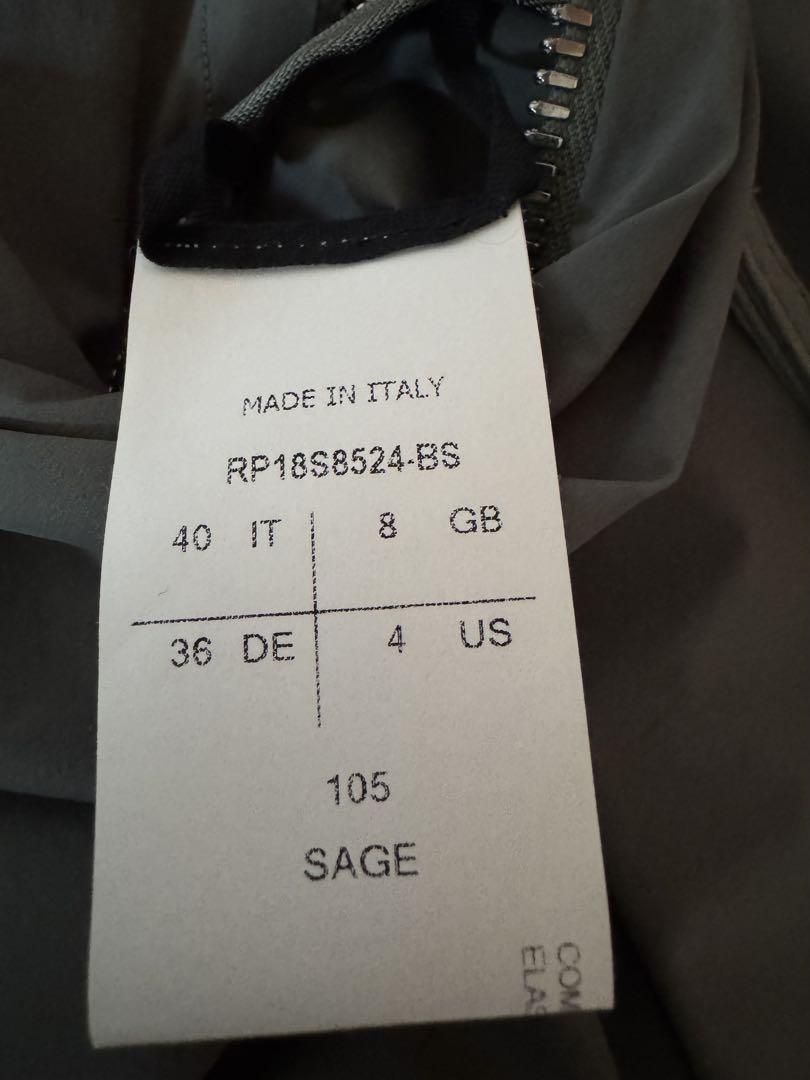 MADE IN ITALY
RP18S8524-BS
40 IT 8 GB
36 DE 4 US
105
SAGE